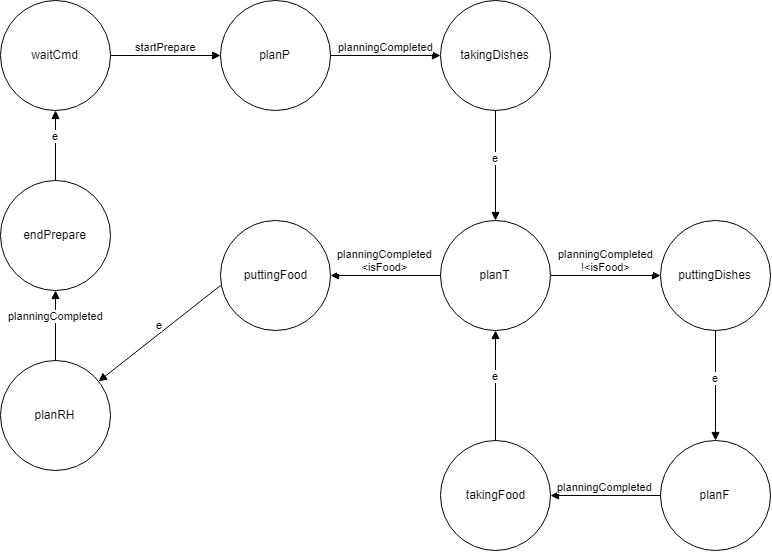 waitCmd
startPrepare
planP
planningCompleted
takingDishes
e
e
endPrepare
puttingFood
planningCompleted
<isFood>
planT
planningCompleted
!<isFood>
puttingDishes
planningCompleted
e
e
e
planRH
takingFood
planningCompleted
planF